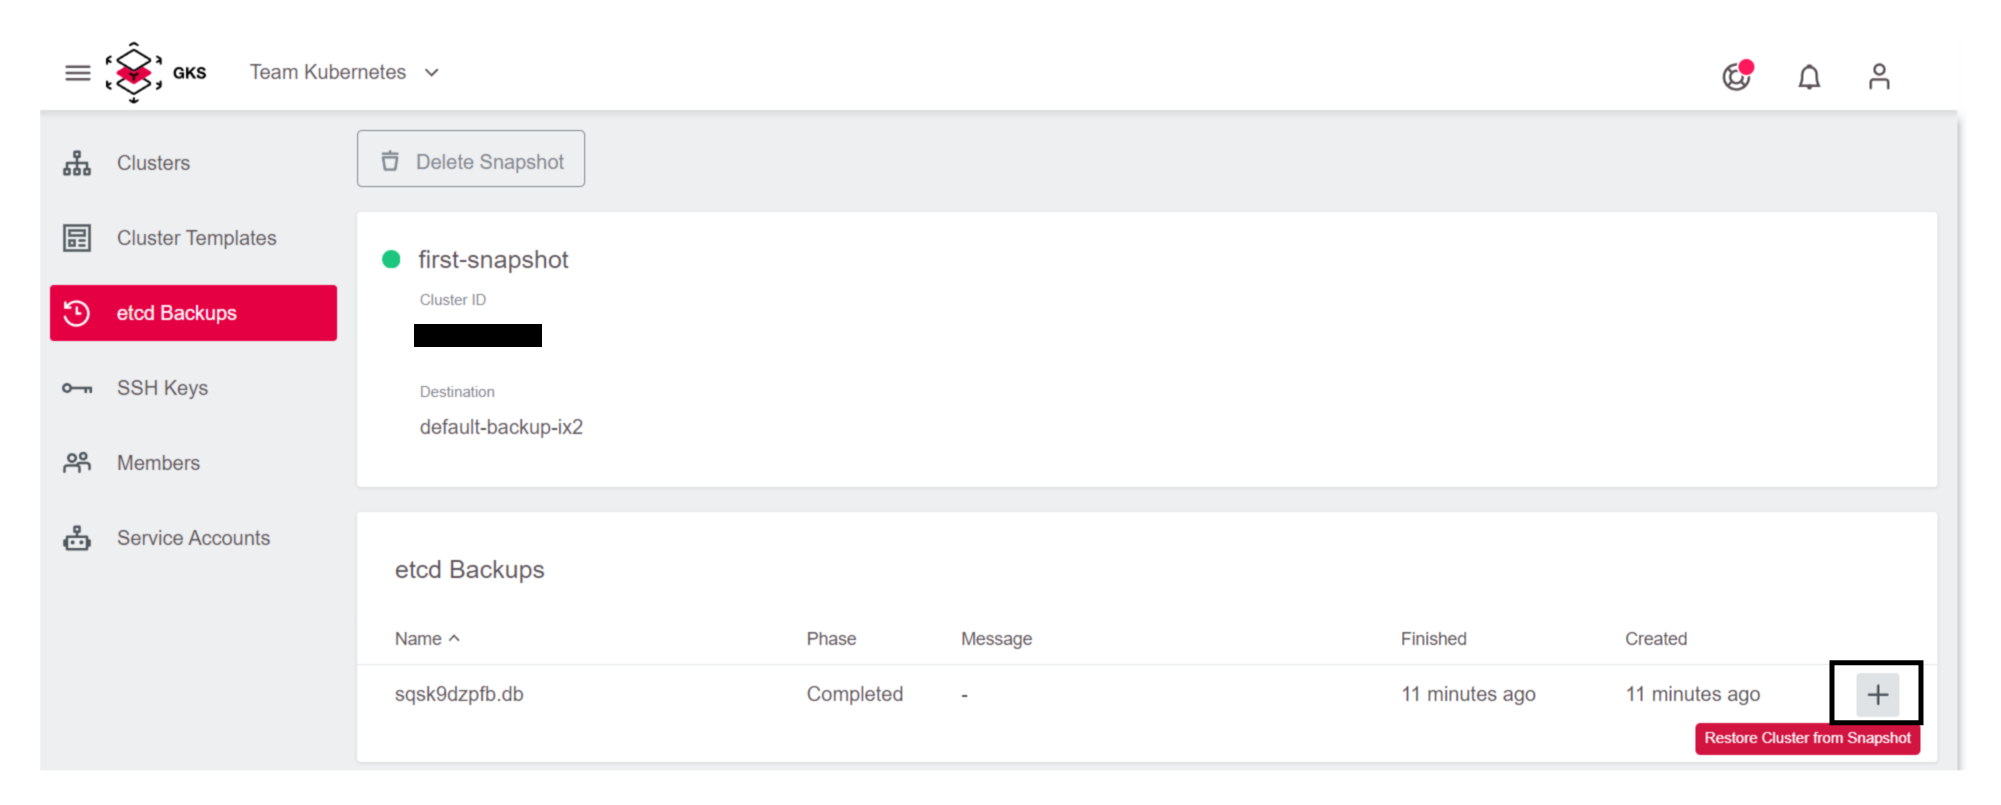 GKS Team Kubernetes
Clusters
Delete Snapshot
Cluster Templates
etcd Backups
SSH Keys
Members
Service Accounts
first-snapshot
Cluster ID
Destination
default-backup-ix2
etcd Backups
Name Phase Message Finished Created
sqsk9dzpfb.db Completed - 11 minutes ago 11 minutes ago
Restore Cluster from Snapshot